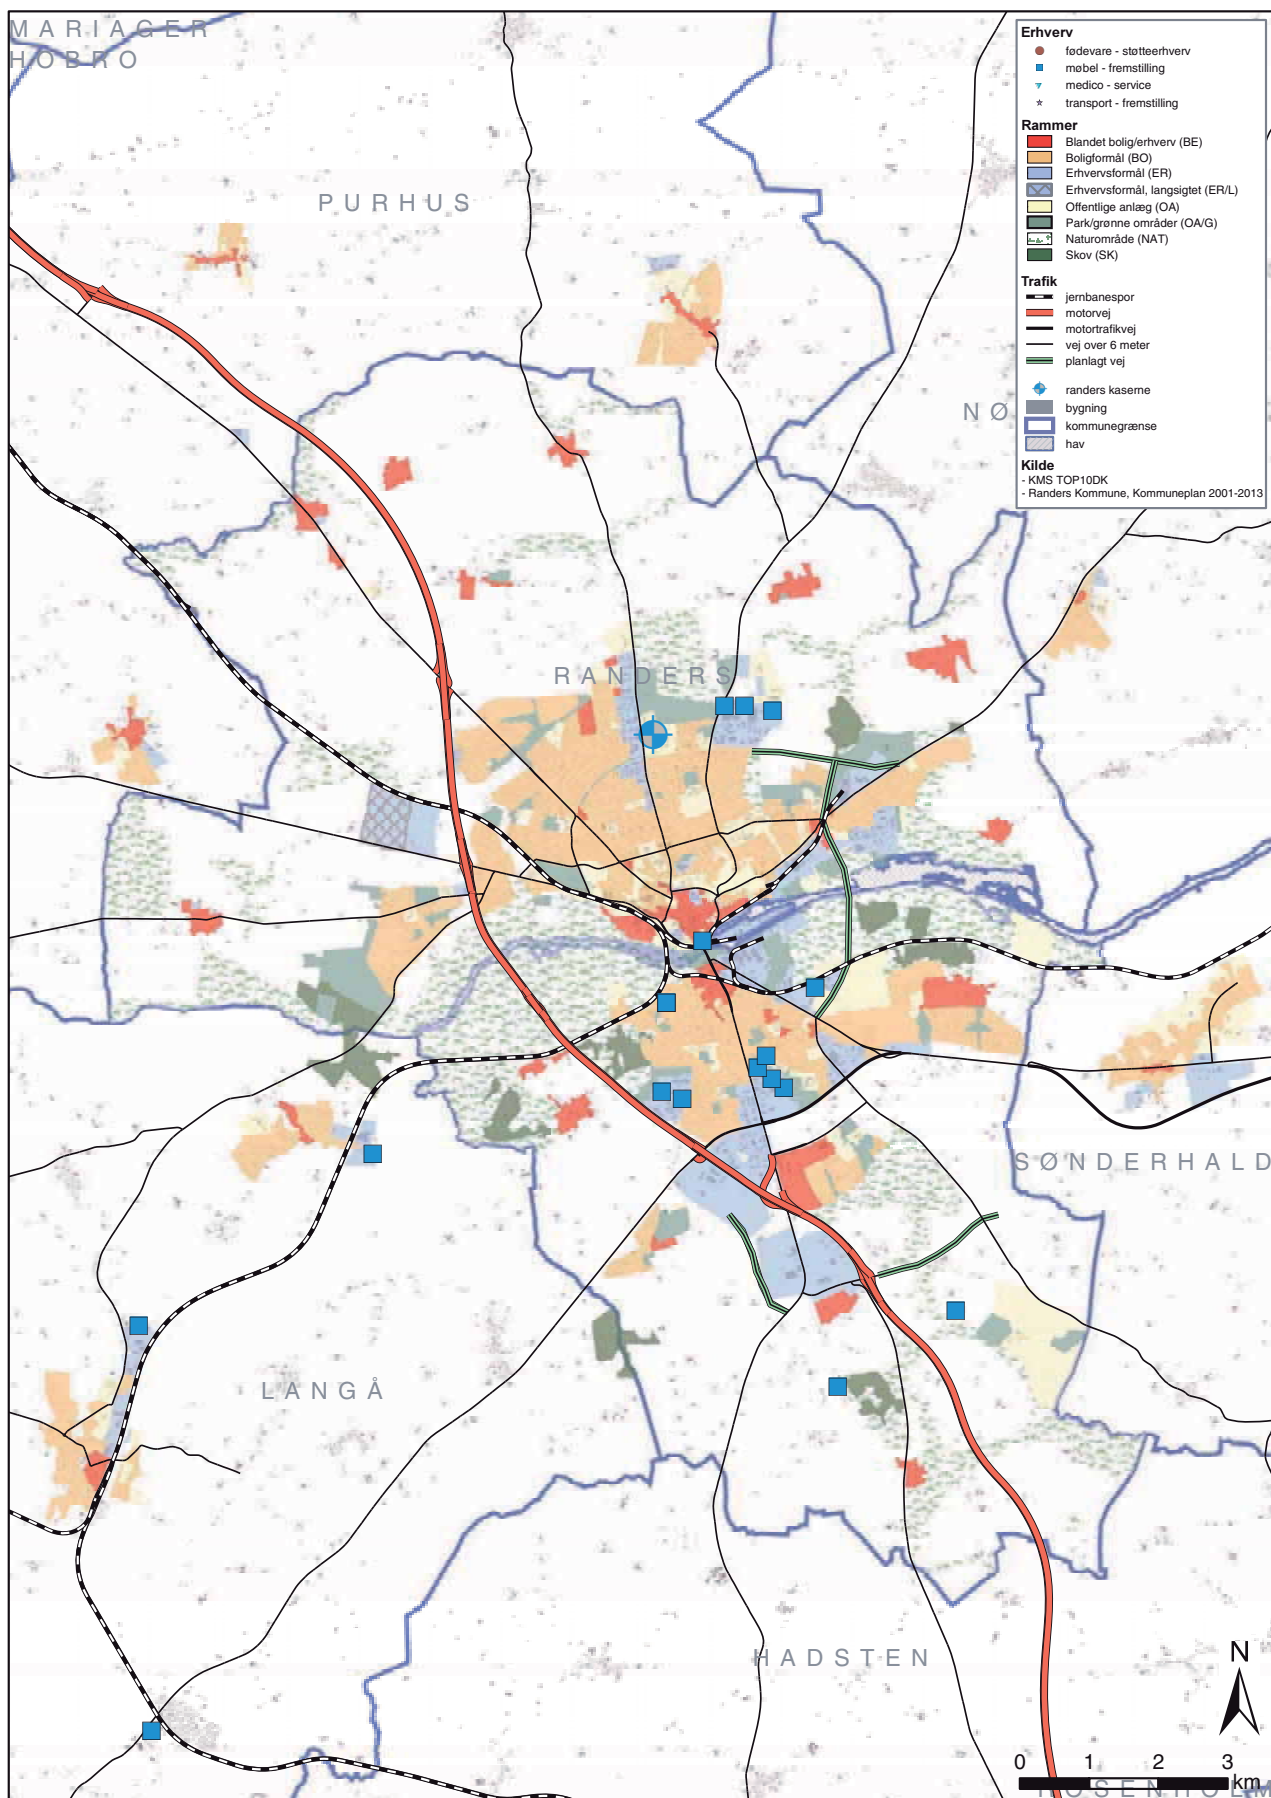 MARIAGER
HOBRO
PURHUS
NØ
RANDERS
SØNDERHALD
LANGÅ
HADSTEN
ROSENHOLM
Erhverv
fødevare - støtteerhverv
møbel - fremstilling
medico - service
transport - fremstilling
Rammer
Blandet bolig/erhverv (BE)
Boligformål (BO)
Erhvervsformål (ER)
Erhvervsformål, langsigtet (ER/L)
Offentlige anlæg (OA)
Park/grønne områder (OA/G)
Naturområde (NAT)
Skov (SK)
Trafik
jernbanespor
motorvej
motortrafikvej
vej over 6 meter
planlagt vej
randers kaserne
bygning
kommunegrænse
hav
Kilde
- KMS TOP10DK
- Randers Kommune, Kommuneplan 2001-2013
N
0 1 2 3
km